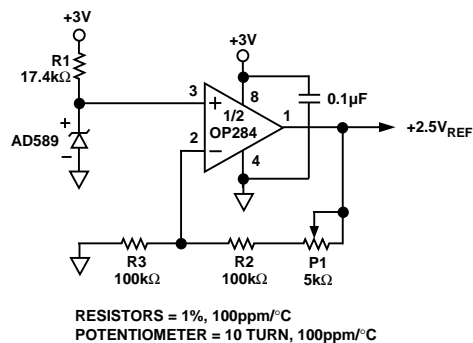 +3V
R1
17.4kΩ
+3V
3
+
8
1/2
OP284
1
0.1µF
+2.5VREF
2
−
4
+
AD589
−
R3
100kΩ
R2
100kΩ
P1
5kΩ
RESISTORS = 1%, 100ppm/°C
POTENTIOMETER = 10 TURN, 100ppm/°C